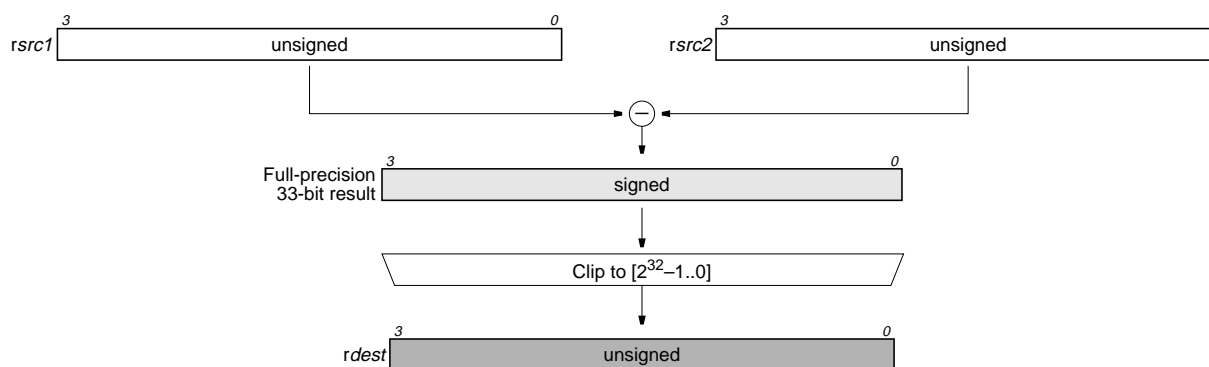 3 0 3
rsrc1 unsigned rsrc2 unsigned
−
3 0
Full-precision
33-bit result signed
Clip to [2³²–1..0]
3 0
rdest unsigned